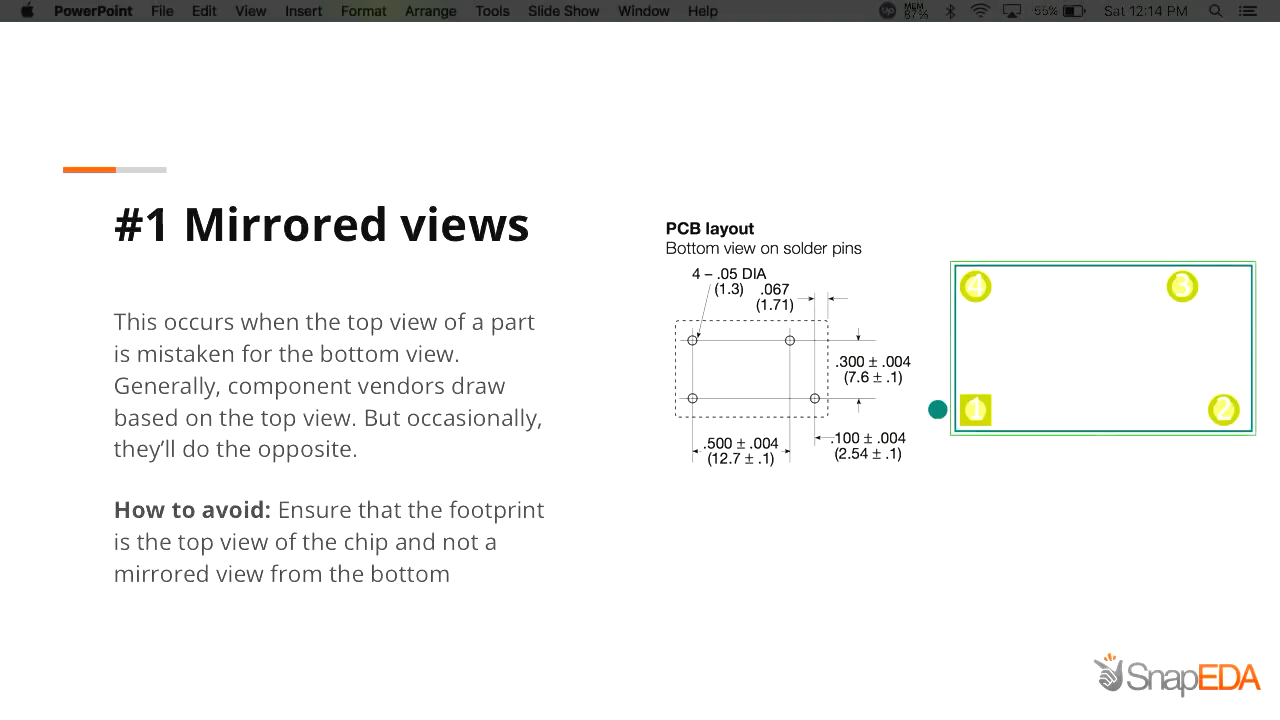 PowerPoint File Edit View Insert Format Arrange Tools Slide Show Window Help
Sat 12:14 PM
#1 Mirrored views
This occurs when the top view of a part
is mistaken for the bottom view.
Generally, component vendors draw
based on the top view. But occasionally,
they’ll do the opposite.
How to avoid: Ensure that the footprint
is the top view of the chip and not a
mirrored view from the bottom
PCB layout
Bottom view on solder pins
4 – .05 DIA
(1.3)
.067
(1.71)
.300 ± .004
(7.6 ± .1)
.500 ± .004
(12.7 ± .1)
.100 ± .004
(2.54 ± .1)
4 3
1 2
SnapEDA